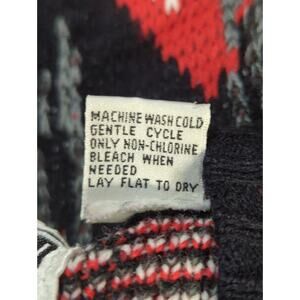 MACHINE WASH COLD
GENTLE CYCLE
ONLY NON-CHLORINE
BLEACH WHEN
NEEDED
LAY FLAT TO DRY